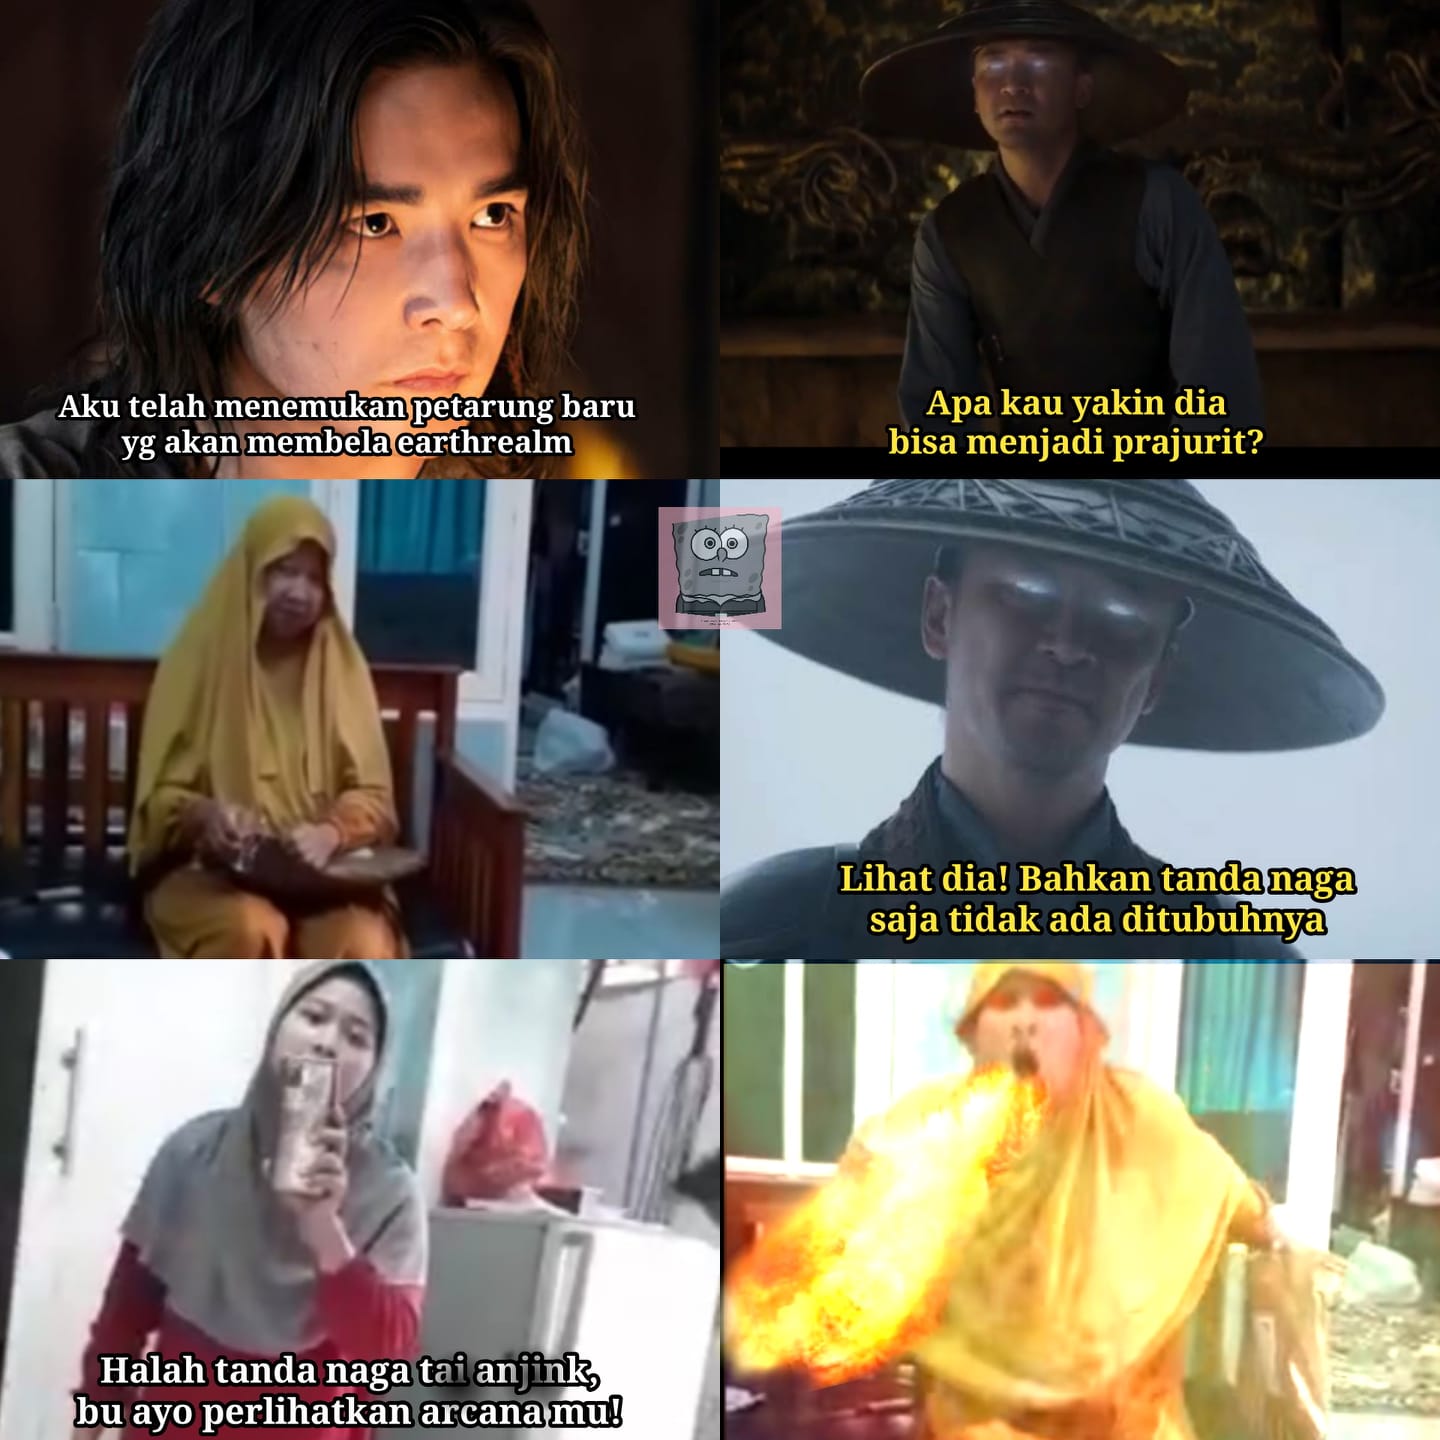 Aku telah menemukan petarung baru
yg akan membela earthrealm
Apa kau yakin dia
bisa menjadi prajurit?
Lihat dia! Bahkan tanda naga
saja tidak ada ditubuhnya
Halah tanda naga tai anjink,
bu ayo perlihatkan arcana mu!